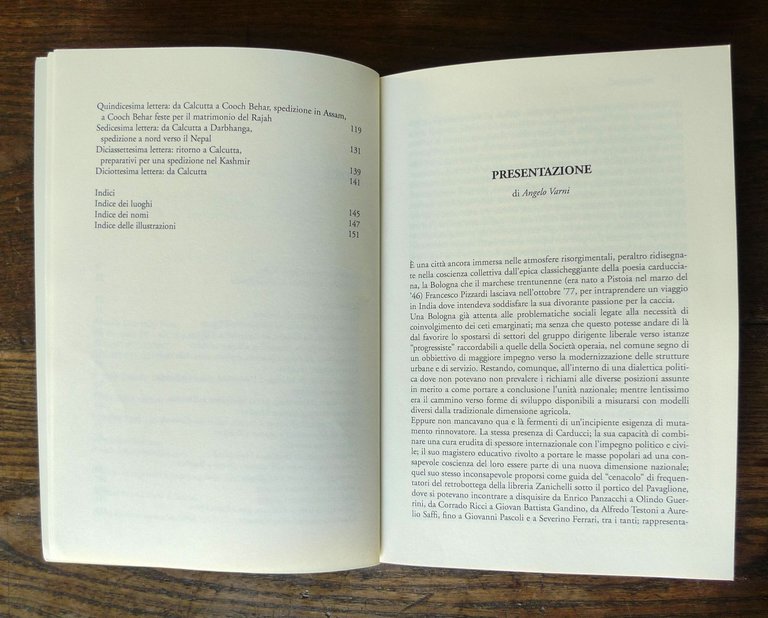 Quindicesima lettera: da Calcutta a Cooch Behar, spedizione in Assam,
a Cooch Behar feste per il matrimonio del Rajah 119
Sedicesima lettera: da Calcutta a Darbhanga,
spedizione a nord verso il Nepal 131
Diciassettesima lettera: ritorno a Calcutta,
preparativi per una spedizione nel Kashmir 139
Diciottesima lettera: da Calcutta 141
Indici
Indice dei luoghi 145
Indice dei nomi 147
Indice delle illustrazioni 151
PRESENTAZIONE
di Angelo Varni
È una città ancora immersa nelle atmosfere risorgimentali, peraltro ridisegna-
te nella coscienza collettiva dall'epica classicheggiante della poesia carduccia-
na, la Bologna che il marchese trentunenne (era nato a Pistoia nel marzo del
'46) Francesco Pizzardi lasciava nell'ottobre '77, per intraprendere un viaggio
in India dove intendeva soddisfare la sua divorante passione per la caccia.
Una Bologna già attenta alle problematiche sociali legate alla necessità di
coinvolgimento dei ceti emarginati; ma senza che questo potesse andare di là
dal favorire lo spostarsi di settori del gruppo dirigente liberale verso istanze
"progressiste" raccordabili a quelle della Società operaia, nel comune segno di
un obbiettivo di maggiore impegno verso la modernizzazione delle strutture
urbane e di servizio. Restando, comunque, all'interno di una dialettica politi-
ca dove non potevano non prevalere i richiami alle diverse posizioni assunte
in merito a come portare a conclusione l'unità nazionale; mentre lentissimo
era il cammino verso forme di sviluppo disponibili a misurarsi con modelli
diversi dalla tradizionale dimensione agricola.
Eppure non mancavano qua e là fermenti di un'incipiente esigenza di mu-
tamento rinnovatore. La stessa presenza di Carducci; la sua capacità di combi-
nare una cura erudita di spessore internazionale con l'impegno politico e civi-
le; il suo magistero educativo rivolto a portare le masse popolari ad una con-
sapevole coscienza del loro essere parte di una nuova dimensione nazionale;
quel suo stesso inconsapevole proporsi come guida del "cenacolo" di frequen-
tatori del retrobottega della libreria Zanichelli sotto il portico del Pavaglione,
dove si potevano incontrare a disquisire da Enrico Panzacchi a Olindo Guer-
rini, da Corrado Ricci a Giovan Battista Gandino, da Alfredo Testoni a Aure-
lio Saffi, fino a Giovanni Pascoli e a Severino Ferrari, tra i tanti; rappresenta-